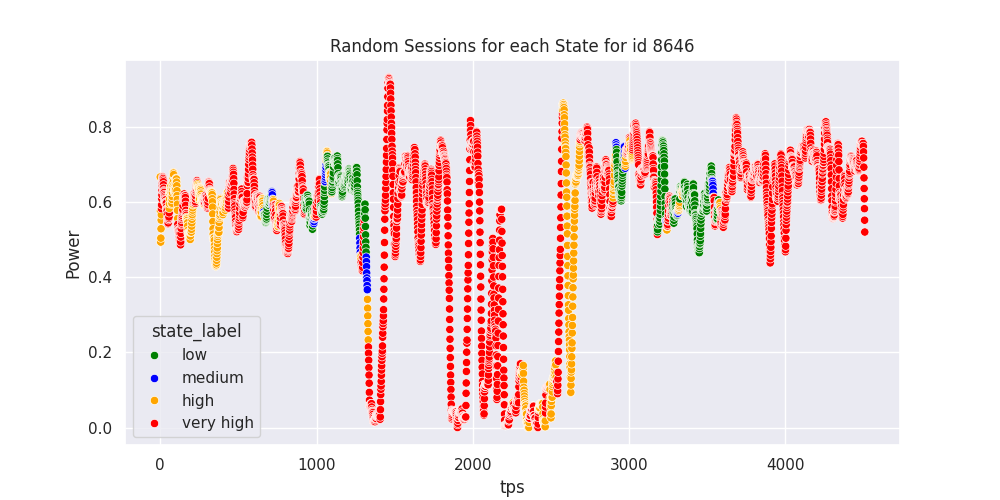 Random Sessions for each State for id 8646
Power
0.8
0.6
0.4
0.2
0.0
state_label
low
medium
high
very high
0 1000 2000 3000 4000
tps